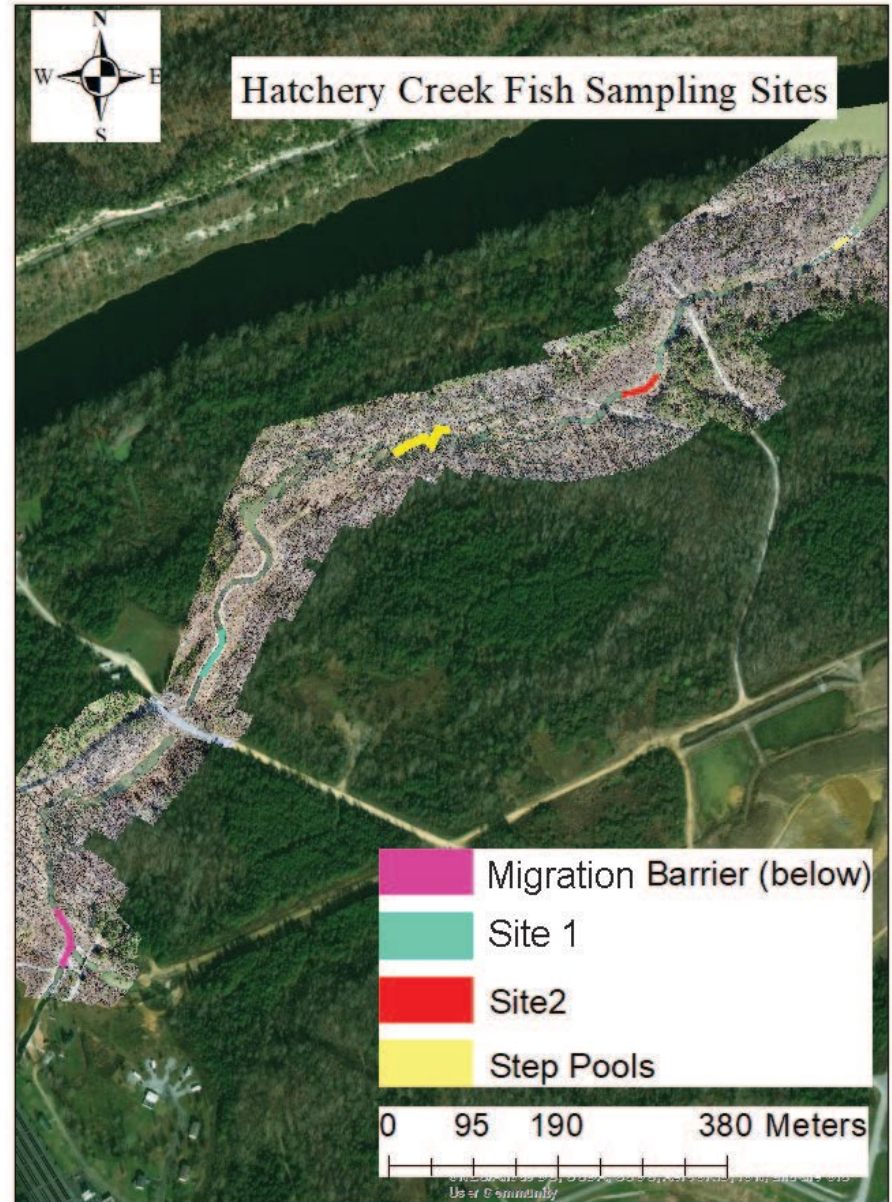 N
W E
S
Hatchery Creek Fish Sampling Sites
Migration Barrier (below)
Site 1
Site2
Step Pools
0 95 190 380 Meters
User Community